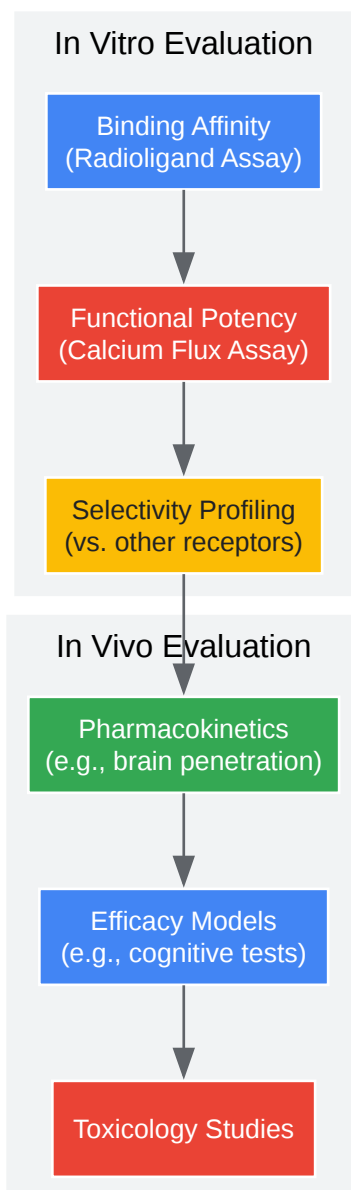 In Vitro Evaluation
Binding Affinity
(Radioligand Assay)
Functional Potency
(Calcium Flux Assay)
Selectivity Profiling
(vs. other receptors)
In Vivo Evaluation
Pharmacokinetics
(e.g., brain penetration)
Efficacy Models
(e.g., cognitive tests)
Toxicology Studies